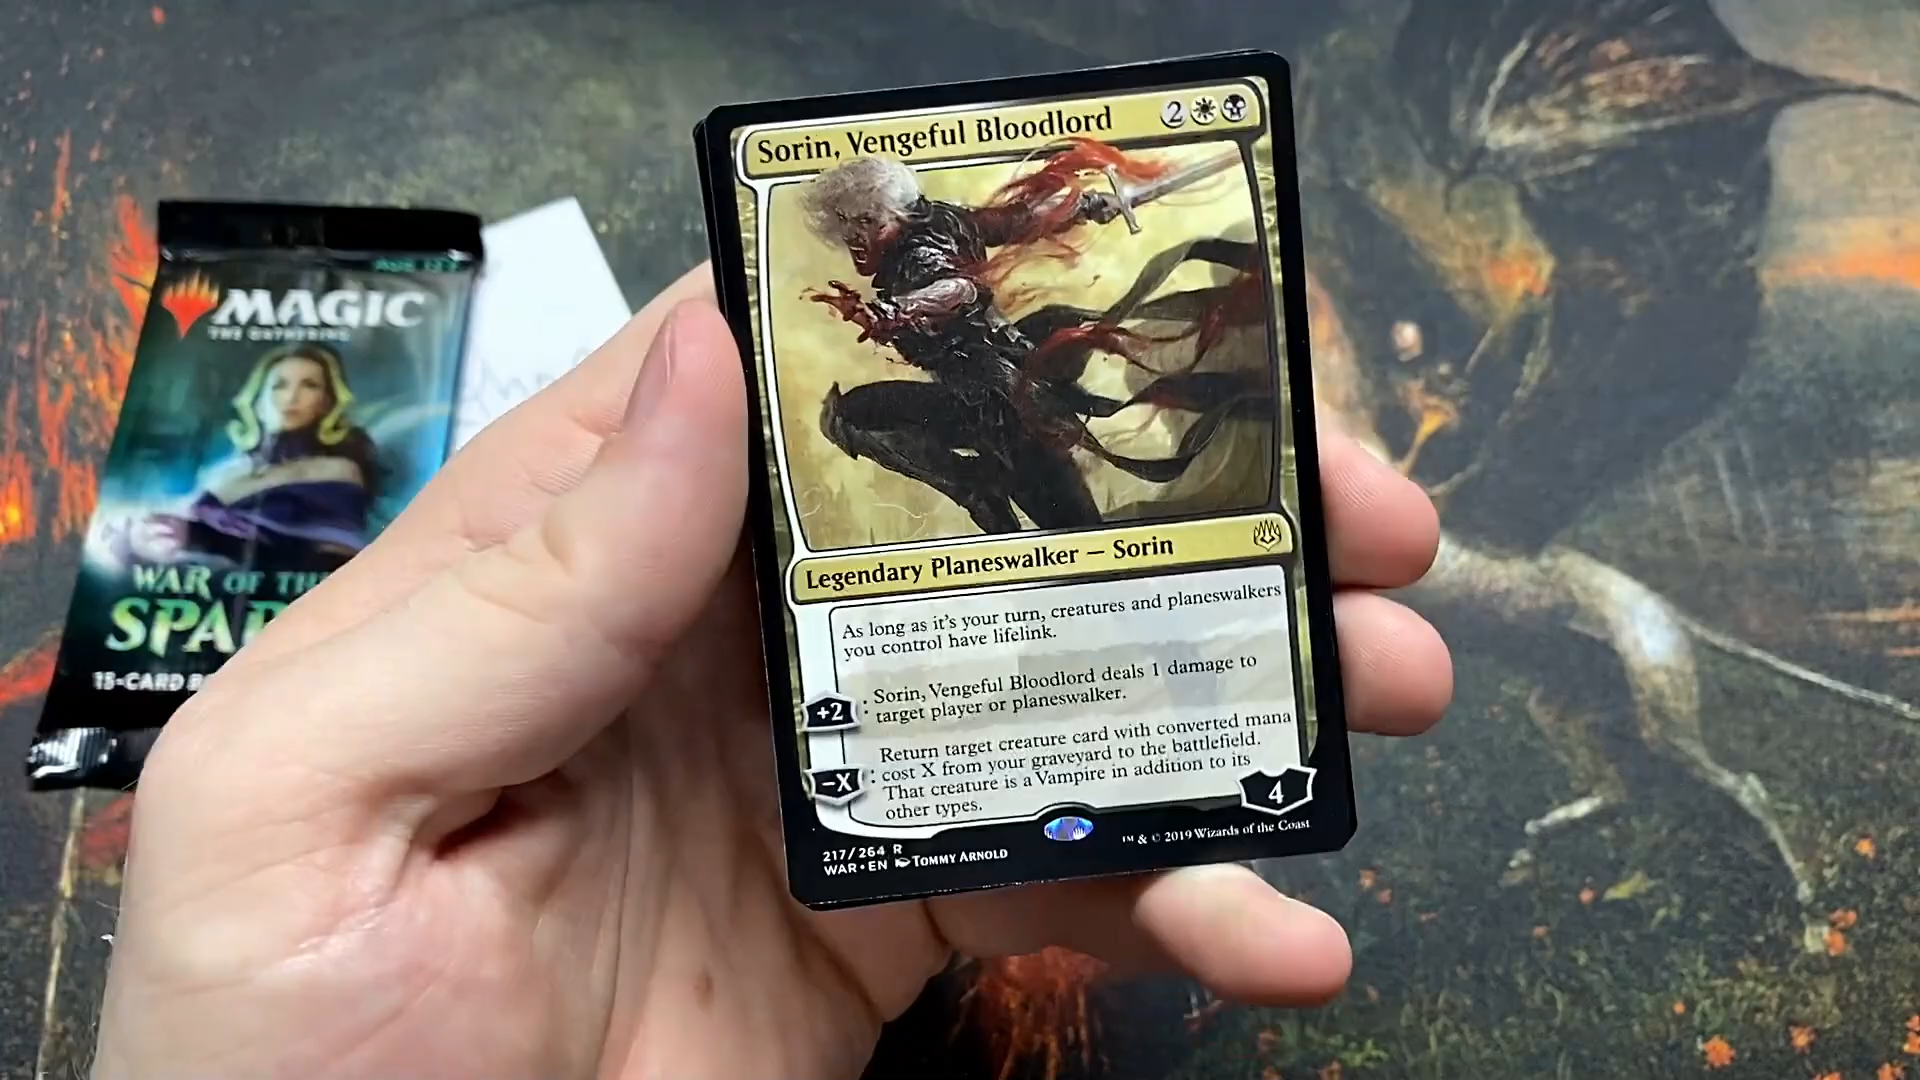 MAGIC
THE GATHERING
WAR OF THE
SPAR
15-CARD B
Sorin, Vengeful Bloodlord
2
Legendary Planeswalker — Sorin
As long as it's your turn, creatures and planeswalkers
you control have lifelink.
+2: Sorin, Vengeful Bloodlord deals 1 damage to
target player or planeswalker.
Return target creature card with converted mana
−X: cost X from your graveyard to the battlefield.
That creature is a Vampire in addition to its
other types.
4
217/264 R
WAR • EN TOMMY ARNOLD
™ & © 2019 Wizards of the Coast